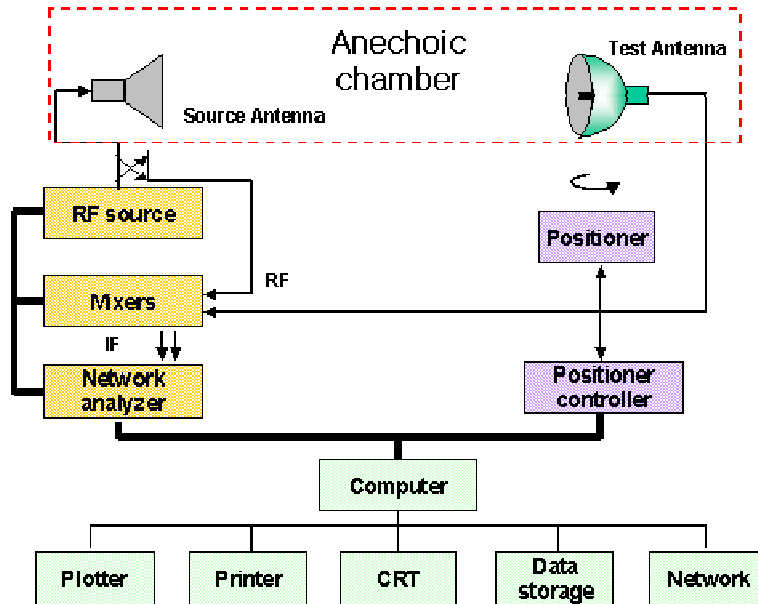 Anechoic
chamber
Test Antenna
Source Antenna
RF source
Positioner
RF
Mixers
IF
Network
analyzer
Positioner
controller
Computer
Plotter
Printer
CRT
Data
storage
Network